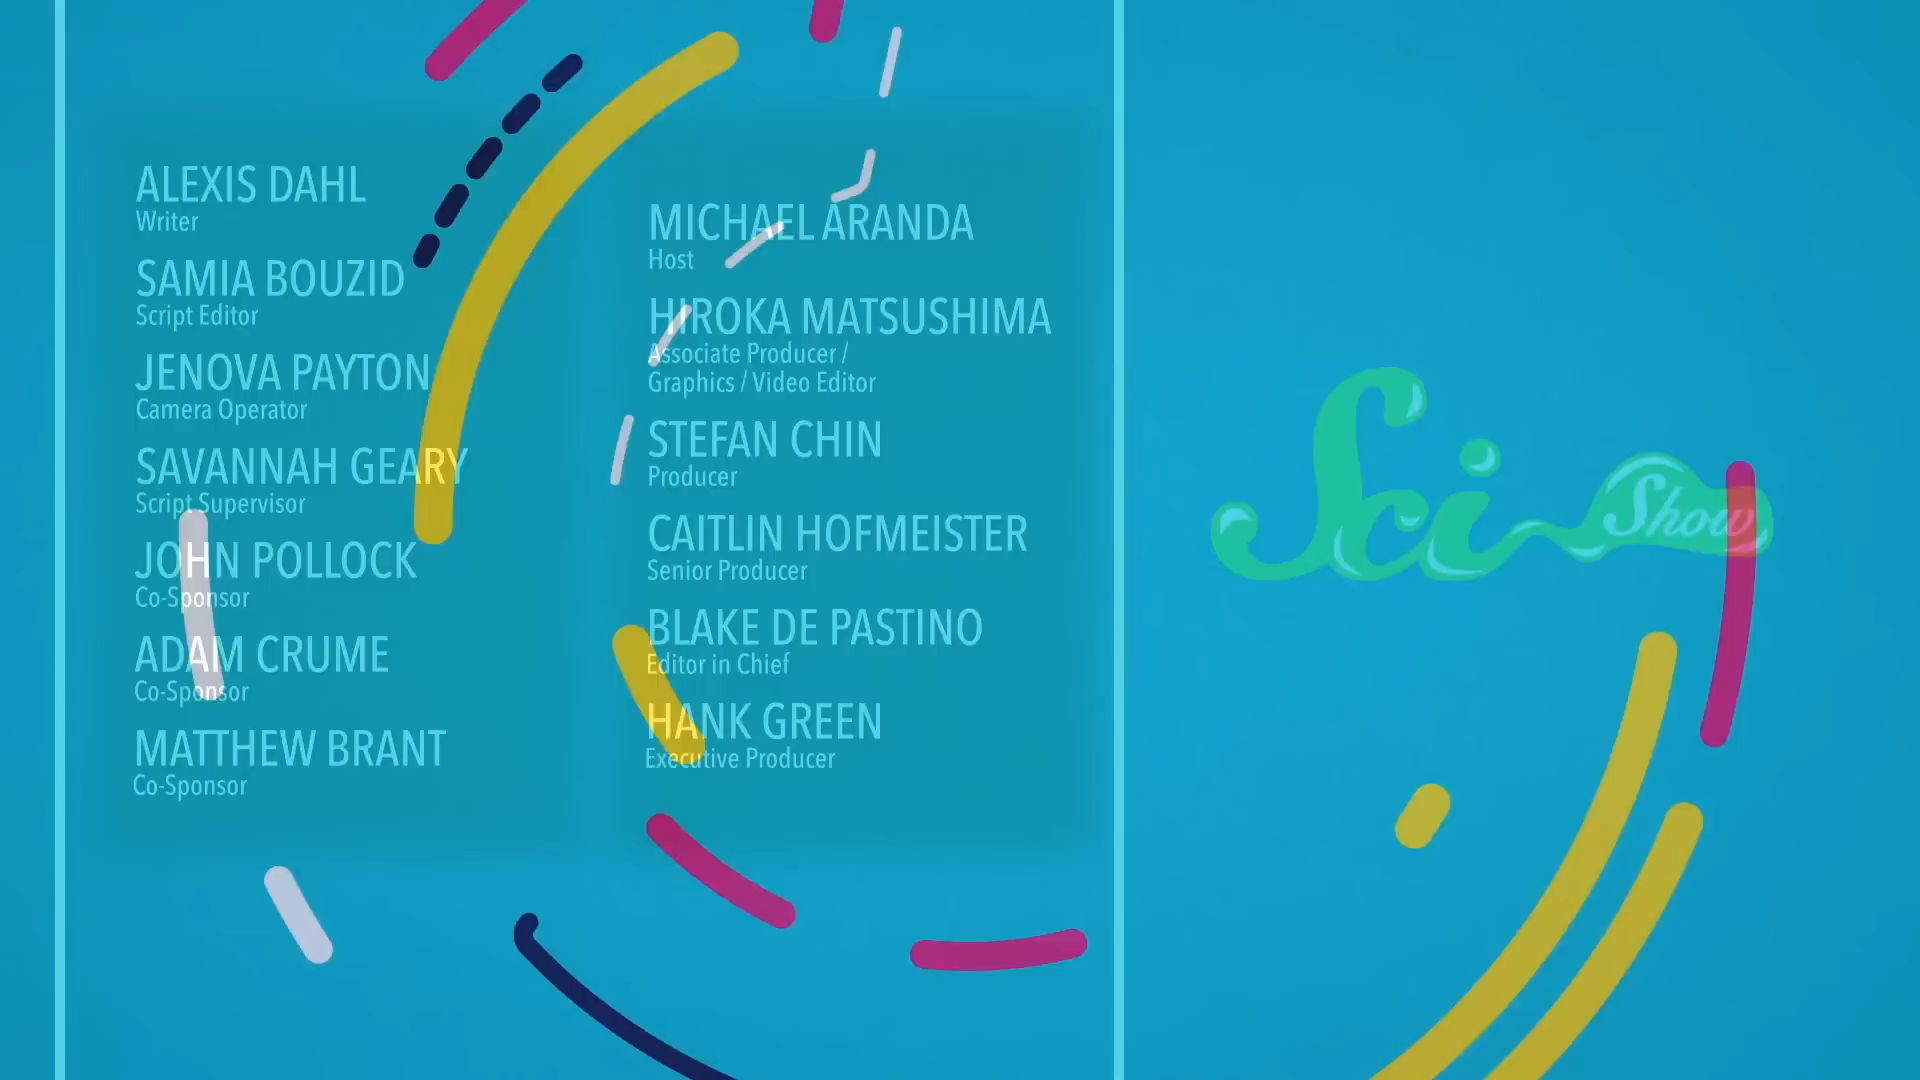 ALEXIS DAHL
Writer
SAMIA BOUZID
Script Editor
JENOVA PAYTON
Camera Operator
SAVANNAH GEARY
Script Supervisor
JOHN POLLOCK
Co-Sponsor
ADAM CRUME
Co-Sponsor
MATTHEW BRANT
Co-Sponsor
MICHAEL ARANDA
Host
HIROKA MATSUSHIMA
Associate Producer /
Graphics / Video Editor
STEFAN CHIN
Producer
CAITLIN HOFMEISTER
Senior Producer
BLAKE DE PASTINO
Editor in Chief
HANK GREEN
Executive Producer
Sci Show